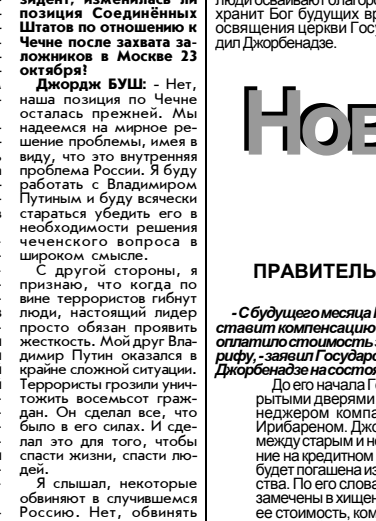 зидент, изменилась ли
позиция Соединённых
Штатов по отношению к
Чечне после захвата за-
ложников в Москве 23
октября!
Джордж БУШ: - Нет,
наша позиция по Чечне
осталась прежней. Мы
надеемся на мирное ре-
шение проблемы, имея в
виду, что это внутренняя
проблема России. Я буду
работать с Владимиром
Путиным и буду всячески
стараться убедить его в
необходимости решения
чеченского вопроса в
широком смысле.
С другой стороны, я
признаю, что когда по
вине террористов гибнут
люди, настоящий лидер
просто обязан проявить
жесткость. Мой друг Вла-
димир Путин оказался в
крайне сложной ситуации.
Террористы грозили унич-
тожить восемьсот граж-
дан. Он сделал все, что
было в его силах. И сде-
лал это для того, чтобы
спасти жизни, спасти лю-
дей.
Я слышал, некоторые
обвиняют в случившемся
Россию. Нет, обвинять
хранит Бог будущих вр
освящения церкви Госу
дил Джорбенадзе.
Нов
ПРАВИТЕЛЬ
- С будущего месяца
ставит компенсацию
оплатило стоимость
рифу, - заявил Государ
Джорбенадзе на состоя
До его начала Г
рытыми дверями
неджером компа
Ирибареном. Джо
между старым и не
ние на кредитном
будет погашена из
ства. По его слова
замечены в хищен
ее стоимость, ком